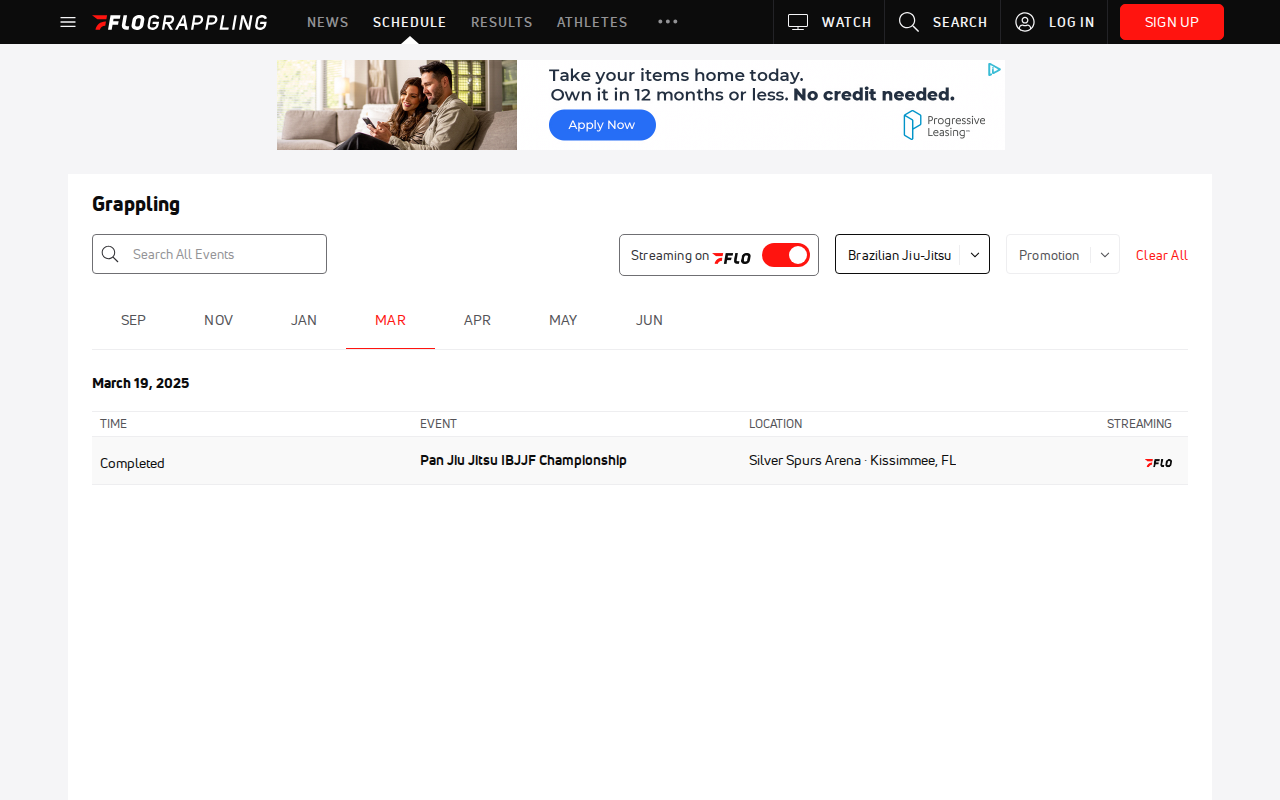 FLOGRAPPLING
NEWS
SCHEDULE
RESULTS
ATHLETES
WATCH
SEARCH
LOG IN
SIGN UP
Take your items home today.
Own it in 12 months or less. No credit needed.
Apply Now
Progressive
Leasing
Grappling
Search All Events
Streaming on FLO
Brazilian Jiu-Jitsu
Promotion
Clear All
SEP
NOV
JAN
MAR
APR
MAY
JUN
March 19, 2025
TIME
EVENT
LOCATION
STREAMING
Completed
Pan Jiu Jitsu IBJJF Championship
Silver Spurs Arena · Kissimmee, FL
FLO